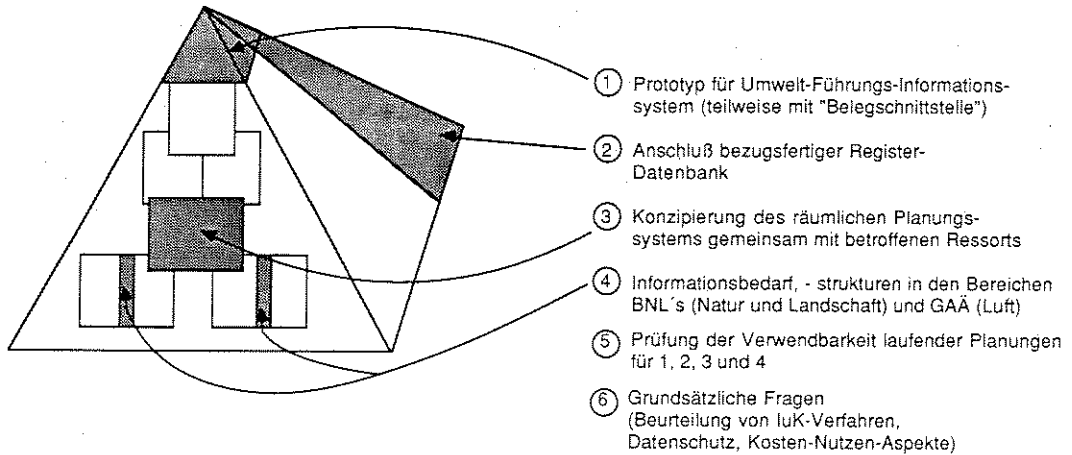 1 Prototyp für Umwelt-Führungs-Informations-
system (teilweise mit "Belegschnittstelle")
2 Anschluß bezugsfertiger Register-
Datenbank
3 Konzipierung des räumlichen Planungs-
systems gemeinsam mit betroffenen Ressorts
4 Informationsbedarf, - strukturen in den Bereichen
BNL´s (Natur und Landschaft) und GAÄ (Luft)
5 Prüfung der Verwendbarkeit laufender Planungen
für 1, 2, 3 und 4
6 Grundsätzliche Fragen
(Beurteilung von IuK-Verfahren,
Datenschutz, Kosten-Nutzen-Aspekte)